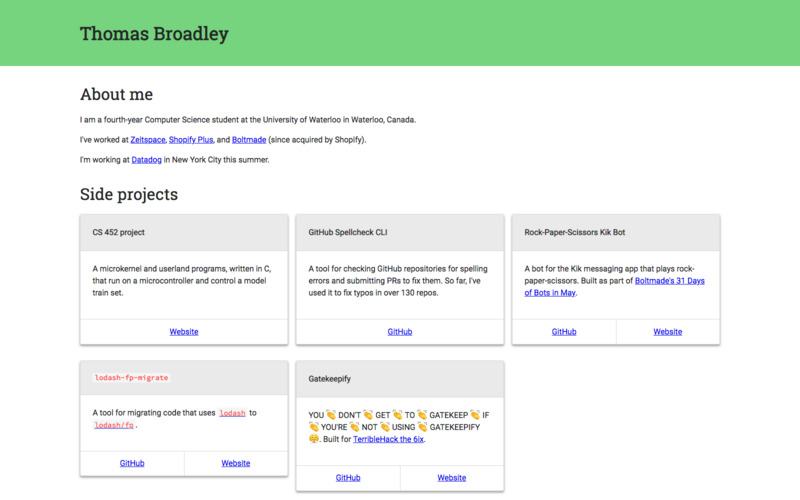 Thomas Broadley
About me
I am a fourth-year Computer Science student at the University of Waterloo in Waterloo, Canada.
I've worked at Zeitspace, Shopify Plus, and Boltmade (since acquired by Shopify).
I'm working at Datadog in New York City this summer.
Side projects
CS 452 project
A microkernel and userland programs, written in C,
that run on a microcontroller and control a model
train set.
Website
GitHub Spellcheck CLI
A tool for checking GitHub repositories for spelling
errors and submitting PRs to fix them. So far, I've
used it to fix typos in over 130 repos.
GitHub
Rock-Paper-Scissors Kik Bot
A bot for the Kik messaging app that plays rock-
paper-scissors. Built as part of Boltmade's 31 Days
of Bots in May.
GitHub Website
lodash-fp-migrate
A tool for migrating code that uses lodash to
lodash/fp .
GitHub Website
Gatekeepify
YOU 👏 DON'T 👏 GET 👏 TO 👏 GATEKEEP 👏 IF
👏 YOU'RE 👏 NOT 👏 USING 👏 GATEKEEPIFY
😤. Built for TerribleHack the 6ix.
GitHub Website